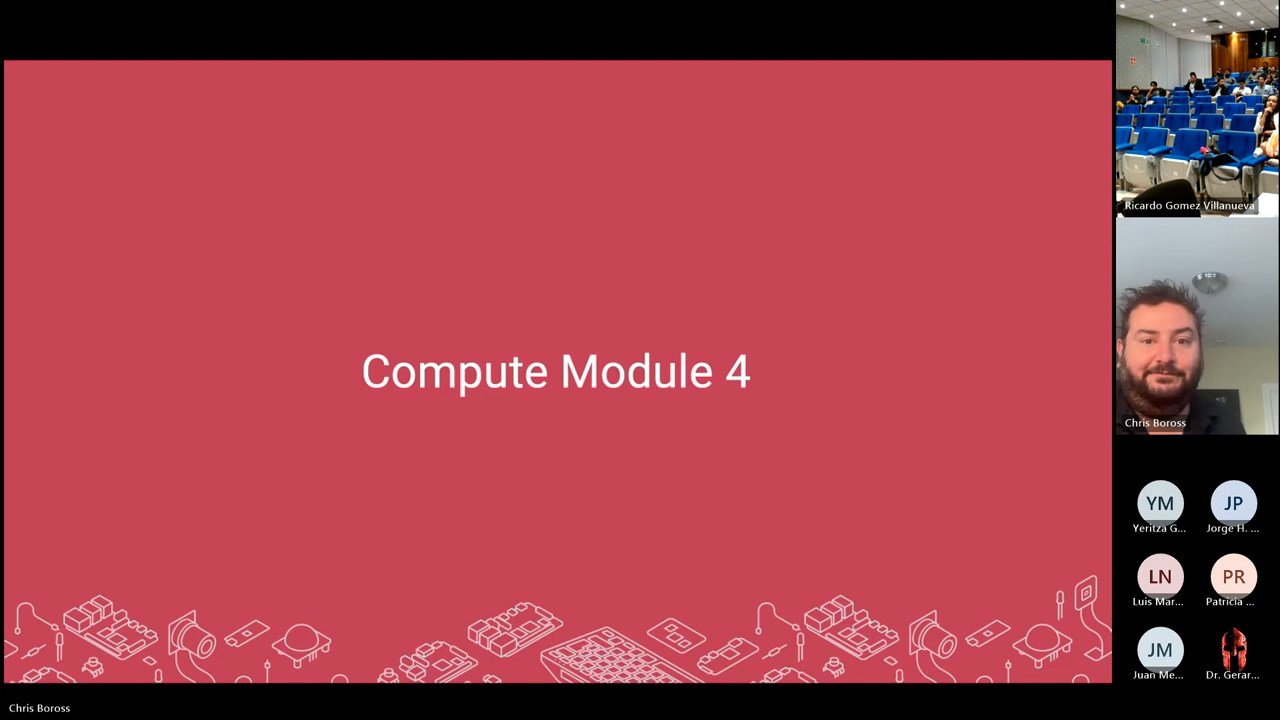 Compute Module 4
Ricardo Gomez Villanueva
Chris Boross
YM
Yeritza G...
JP
Jorge H. ...
LN
Luis Mar...
PR
Patricia ...
JM
Juan Me...
Dr. Gerar...
Chris Boross